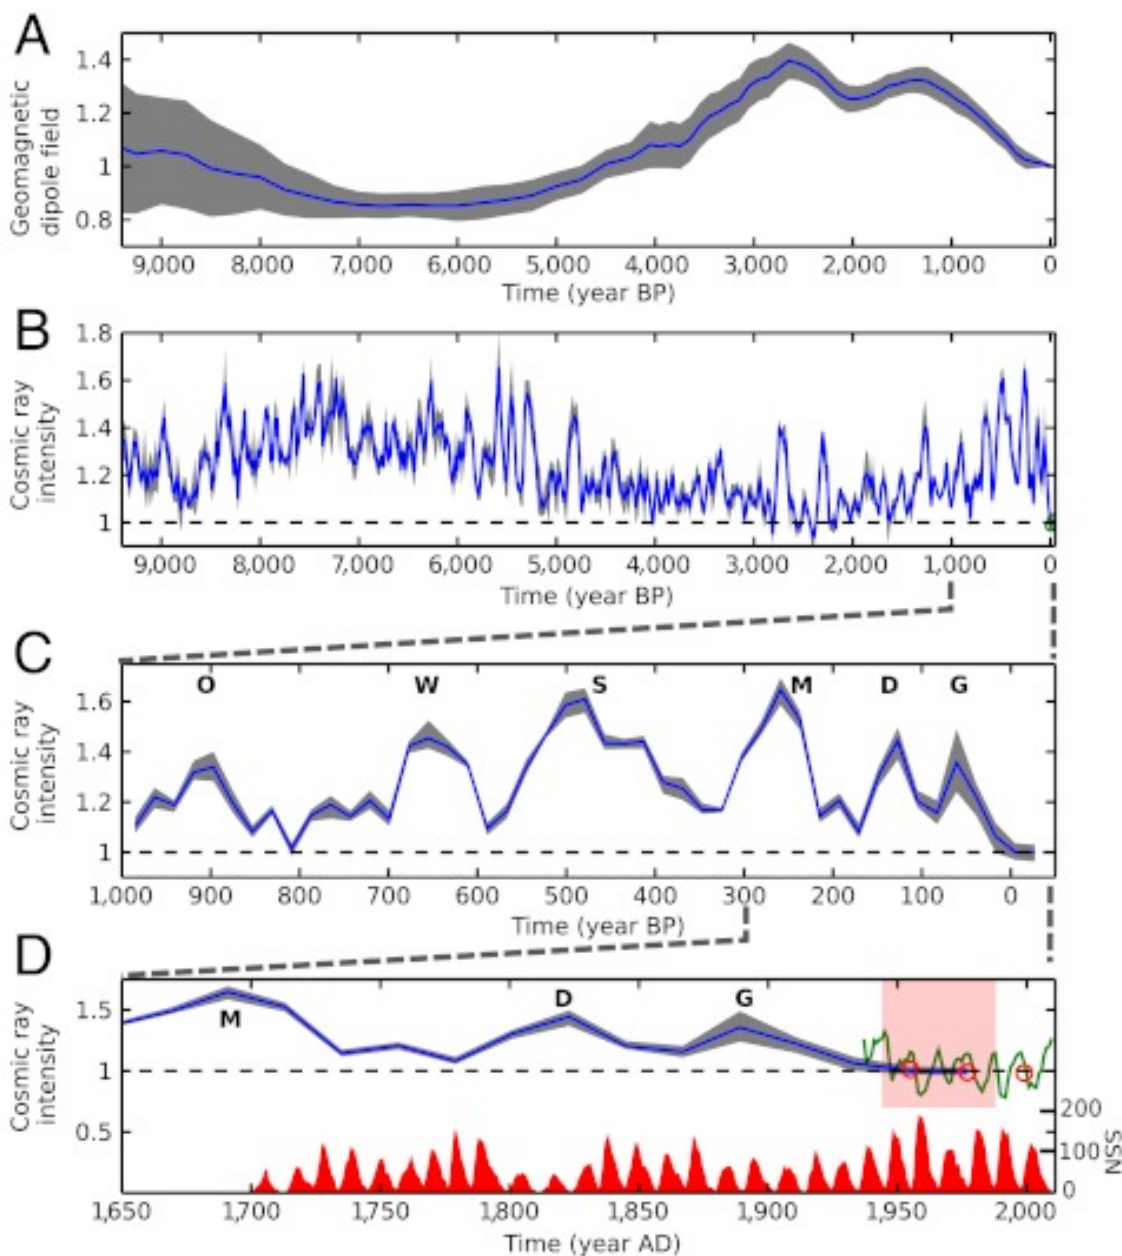 A
Geomagnetic
dipole field
1.4
1.2
1
0.8
9,000 8,000 7,000 6,000 5,000 4,000 3,000 2,000 1,000 0
Time (year BP)
B
Cosmic ray
intensity
1.8
1.6
1.4
1.2
1
9,000 8,000 7,000 6,000 5,000 4,000 3,000 2,000 1,000 0
Time (year BP)
C
Cosmic ray
intensity
O W S M D G
1.6
1.4
1.2
1
1,000 900 800 700 600 500 400 300 200 100 0
Time (year BP)
D
Cosmic ray
intensity
1.5
1
0.5
M D G
200
100
0
SSN
1,650 1,700 1,750 1,800 1,850 1,900 1,950 2,000
Time (year AD)